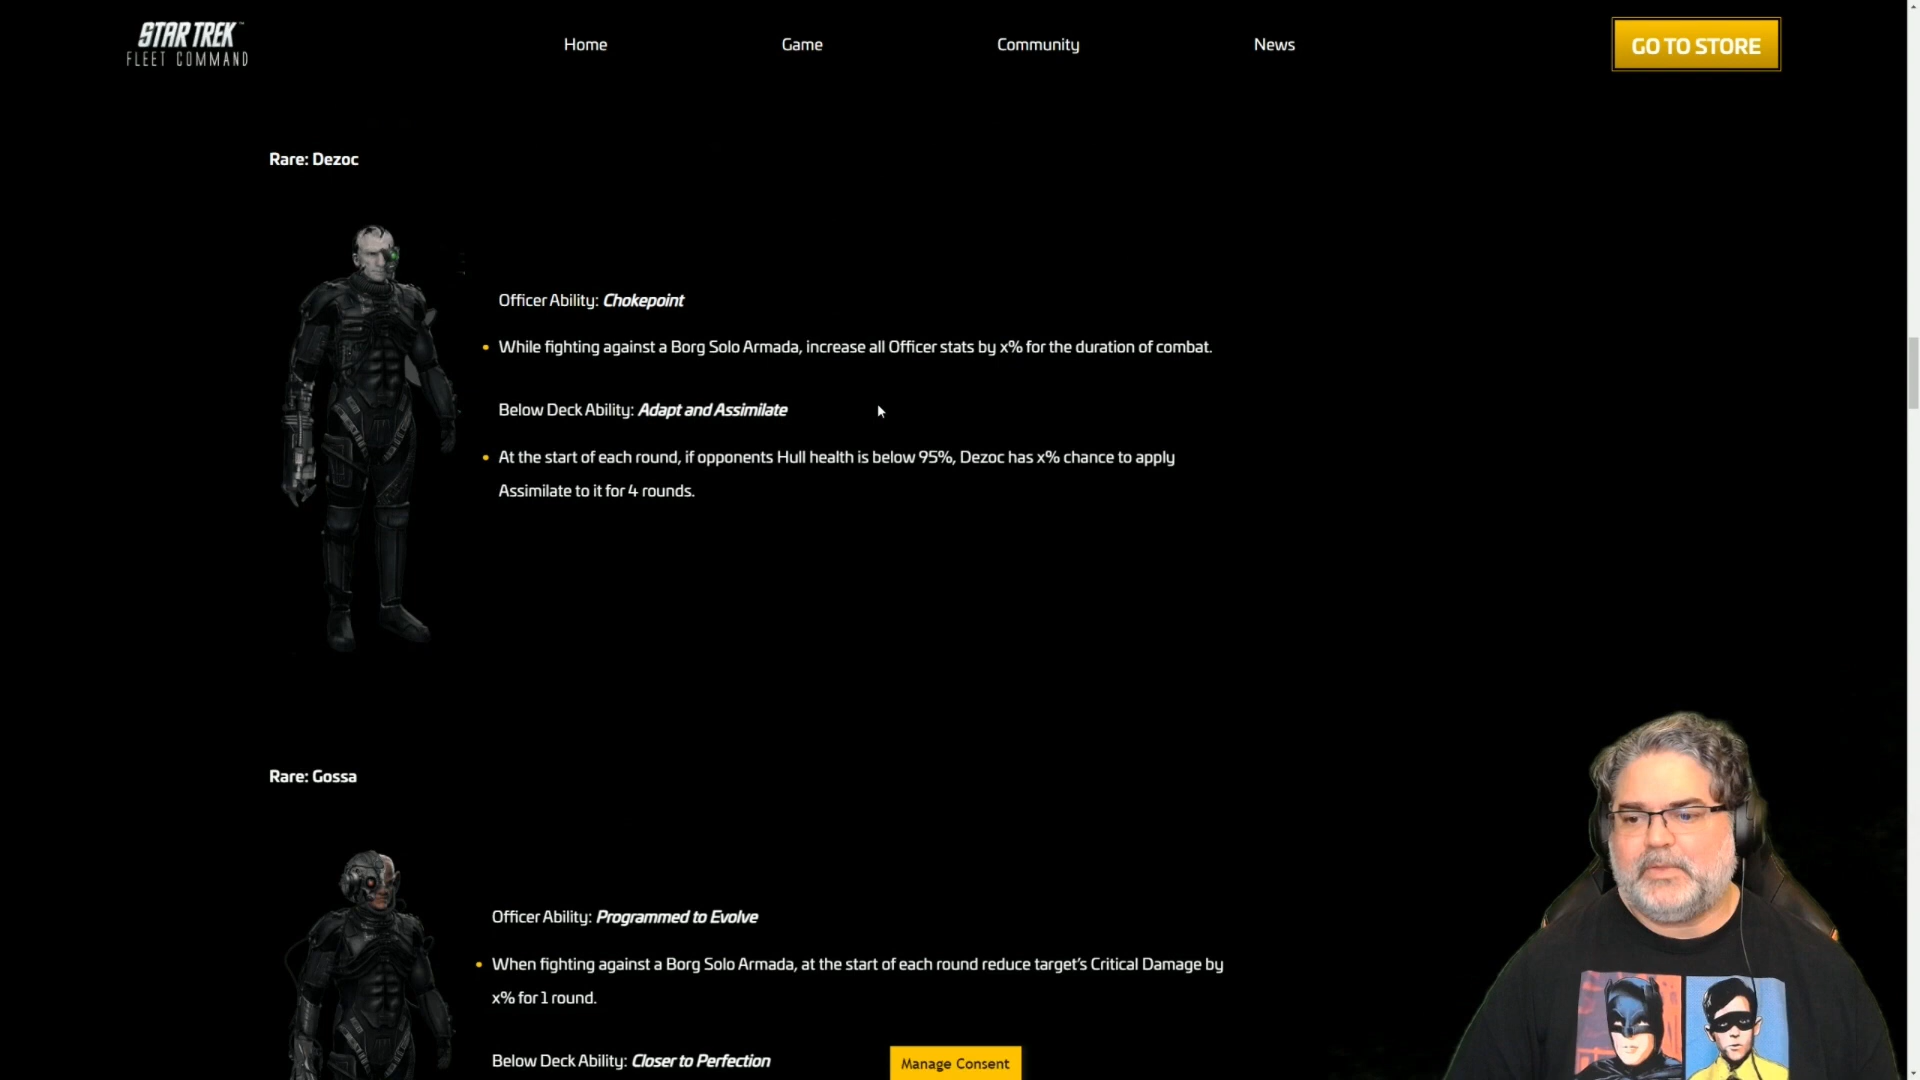 STAR TREK™
FLEET COMMAND
Home
Game
Community
News
GO TO STORE
Rare: Dezoc
Officer Ability: Chokepoint
While fighting against a Borg Solo Armada, increase all Officer stats by x% for the duration of combat.
Below Deck Ability: Adapt and Assimilate
At the start of each round, if opponents Hull health is below 95%, Dezoc has x% chance to apply
Assimilate to it for 4 rounds.
Rare: Gossa
Officer Ability: Programmed to Evolve
When fighting against a Borg Solo Armada, at the start of each round reduce target’s Critical Damage by
x% for 1 round.
Below Deck Ability: Closer to Perfection
Manage Consent